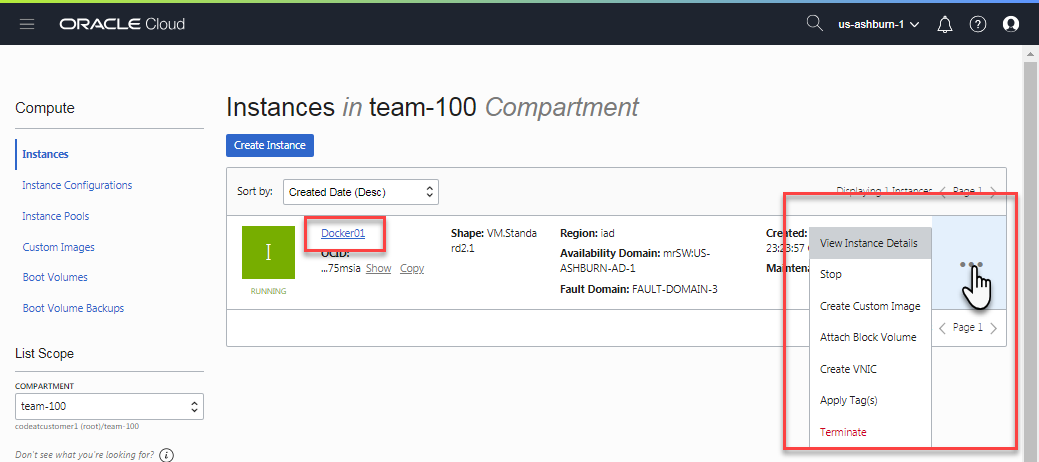 ORACLE Cloud
us-ashburn-1
Compute
Instances
Instance Configurations
Instance Pools
Custom Images
Boot Volumes
Boot Volume Backups
List Scope
COMPARTMENT
team-100
codeatcustomer1 (root)/team-100
Don't see what you're looking for?
Instances in team-100 Compartment
Create Instance
Sort by: Created Date (Desc)
Displaying 1 Instances Page 1
I
RUNNING
Docker01
OCID:
...75msia Show Copy
Shape: VM.Standa
rd2.1
Region: iad
Availability Domain: mrSW:US-
ASHBURN-AD-1
Fault Domain: FAULT-DOMAIN-3
Created:
23:23:57
Maintena
View Instance Details
Stop
Create Custom Image
Attach Block Volume
Create VNIC
Apply Tag(s)
Terminate
Page 1